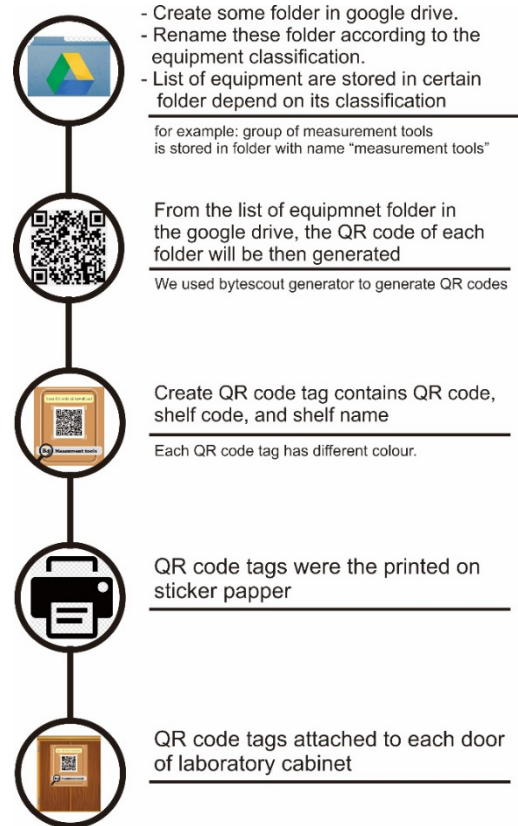 - Create some folder in google drive.
- Rename these folder according to the
equipment classification.
- List of equipment are stored in certain
folder depend on its classification
for example: group of measurement tools
is stored in folder with name “measurement tools”
From the list of equipmnet folder in
the google drive, the QR code of each
folder will be then generated
We used bytescout generator to generate QR codes
Create QR code tag contains QR code,
shelf code, and shelf name
Measurement tools
Each QR code tag has different colour.
QR code tags were the printed on
sticker papper
QR code tags attached to each door
of laboratory cabinet